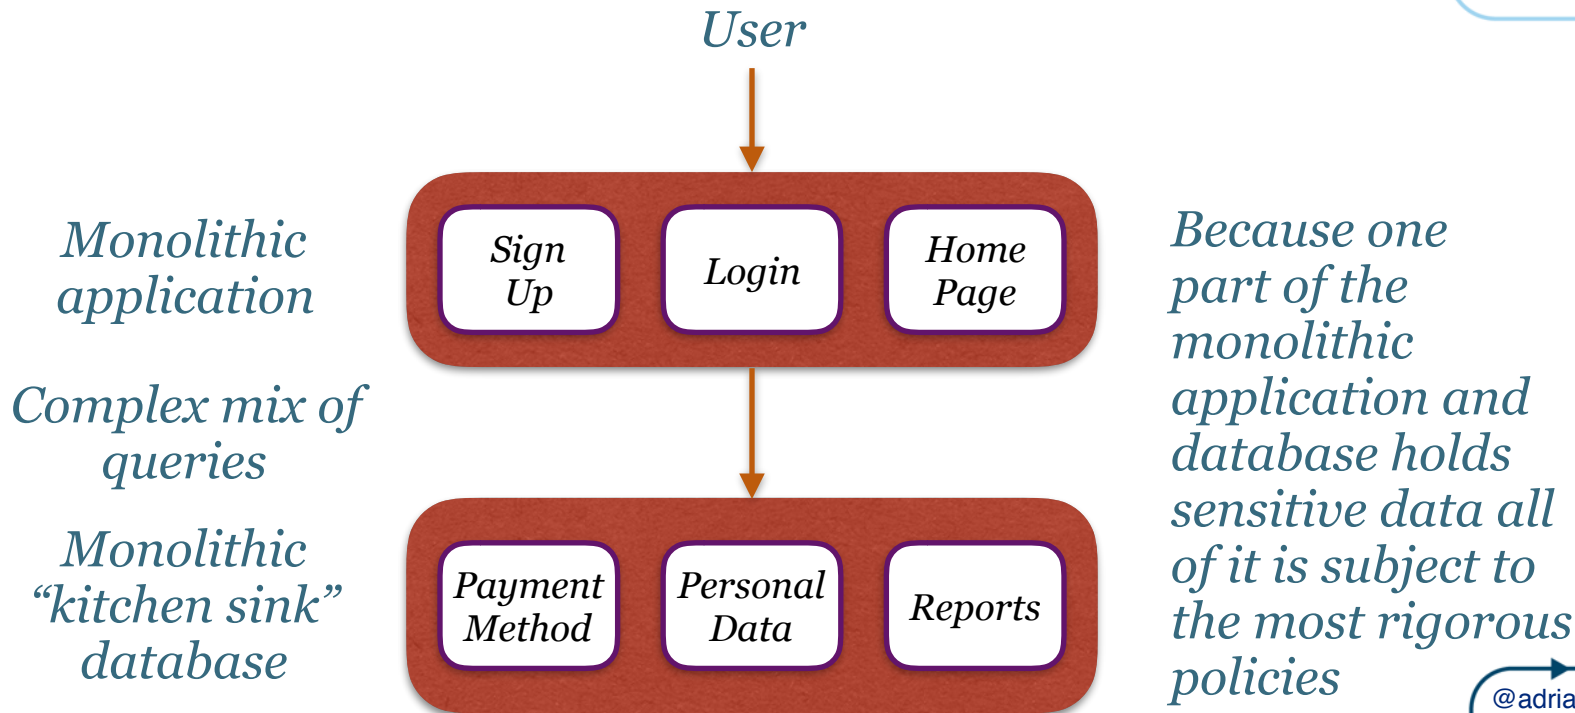 User
Monolithic
application
Sign
Up
Login
Home
Page
Complex mix of
queries
Monolithic
“kitchen sink”
database
Payment
Method
Personal
Data
Reports
Because one
part of the
monolithic
application and
database holds
sensitive data all
of it is subject to
the most rigorous
policies
@adria